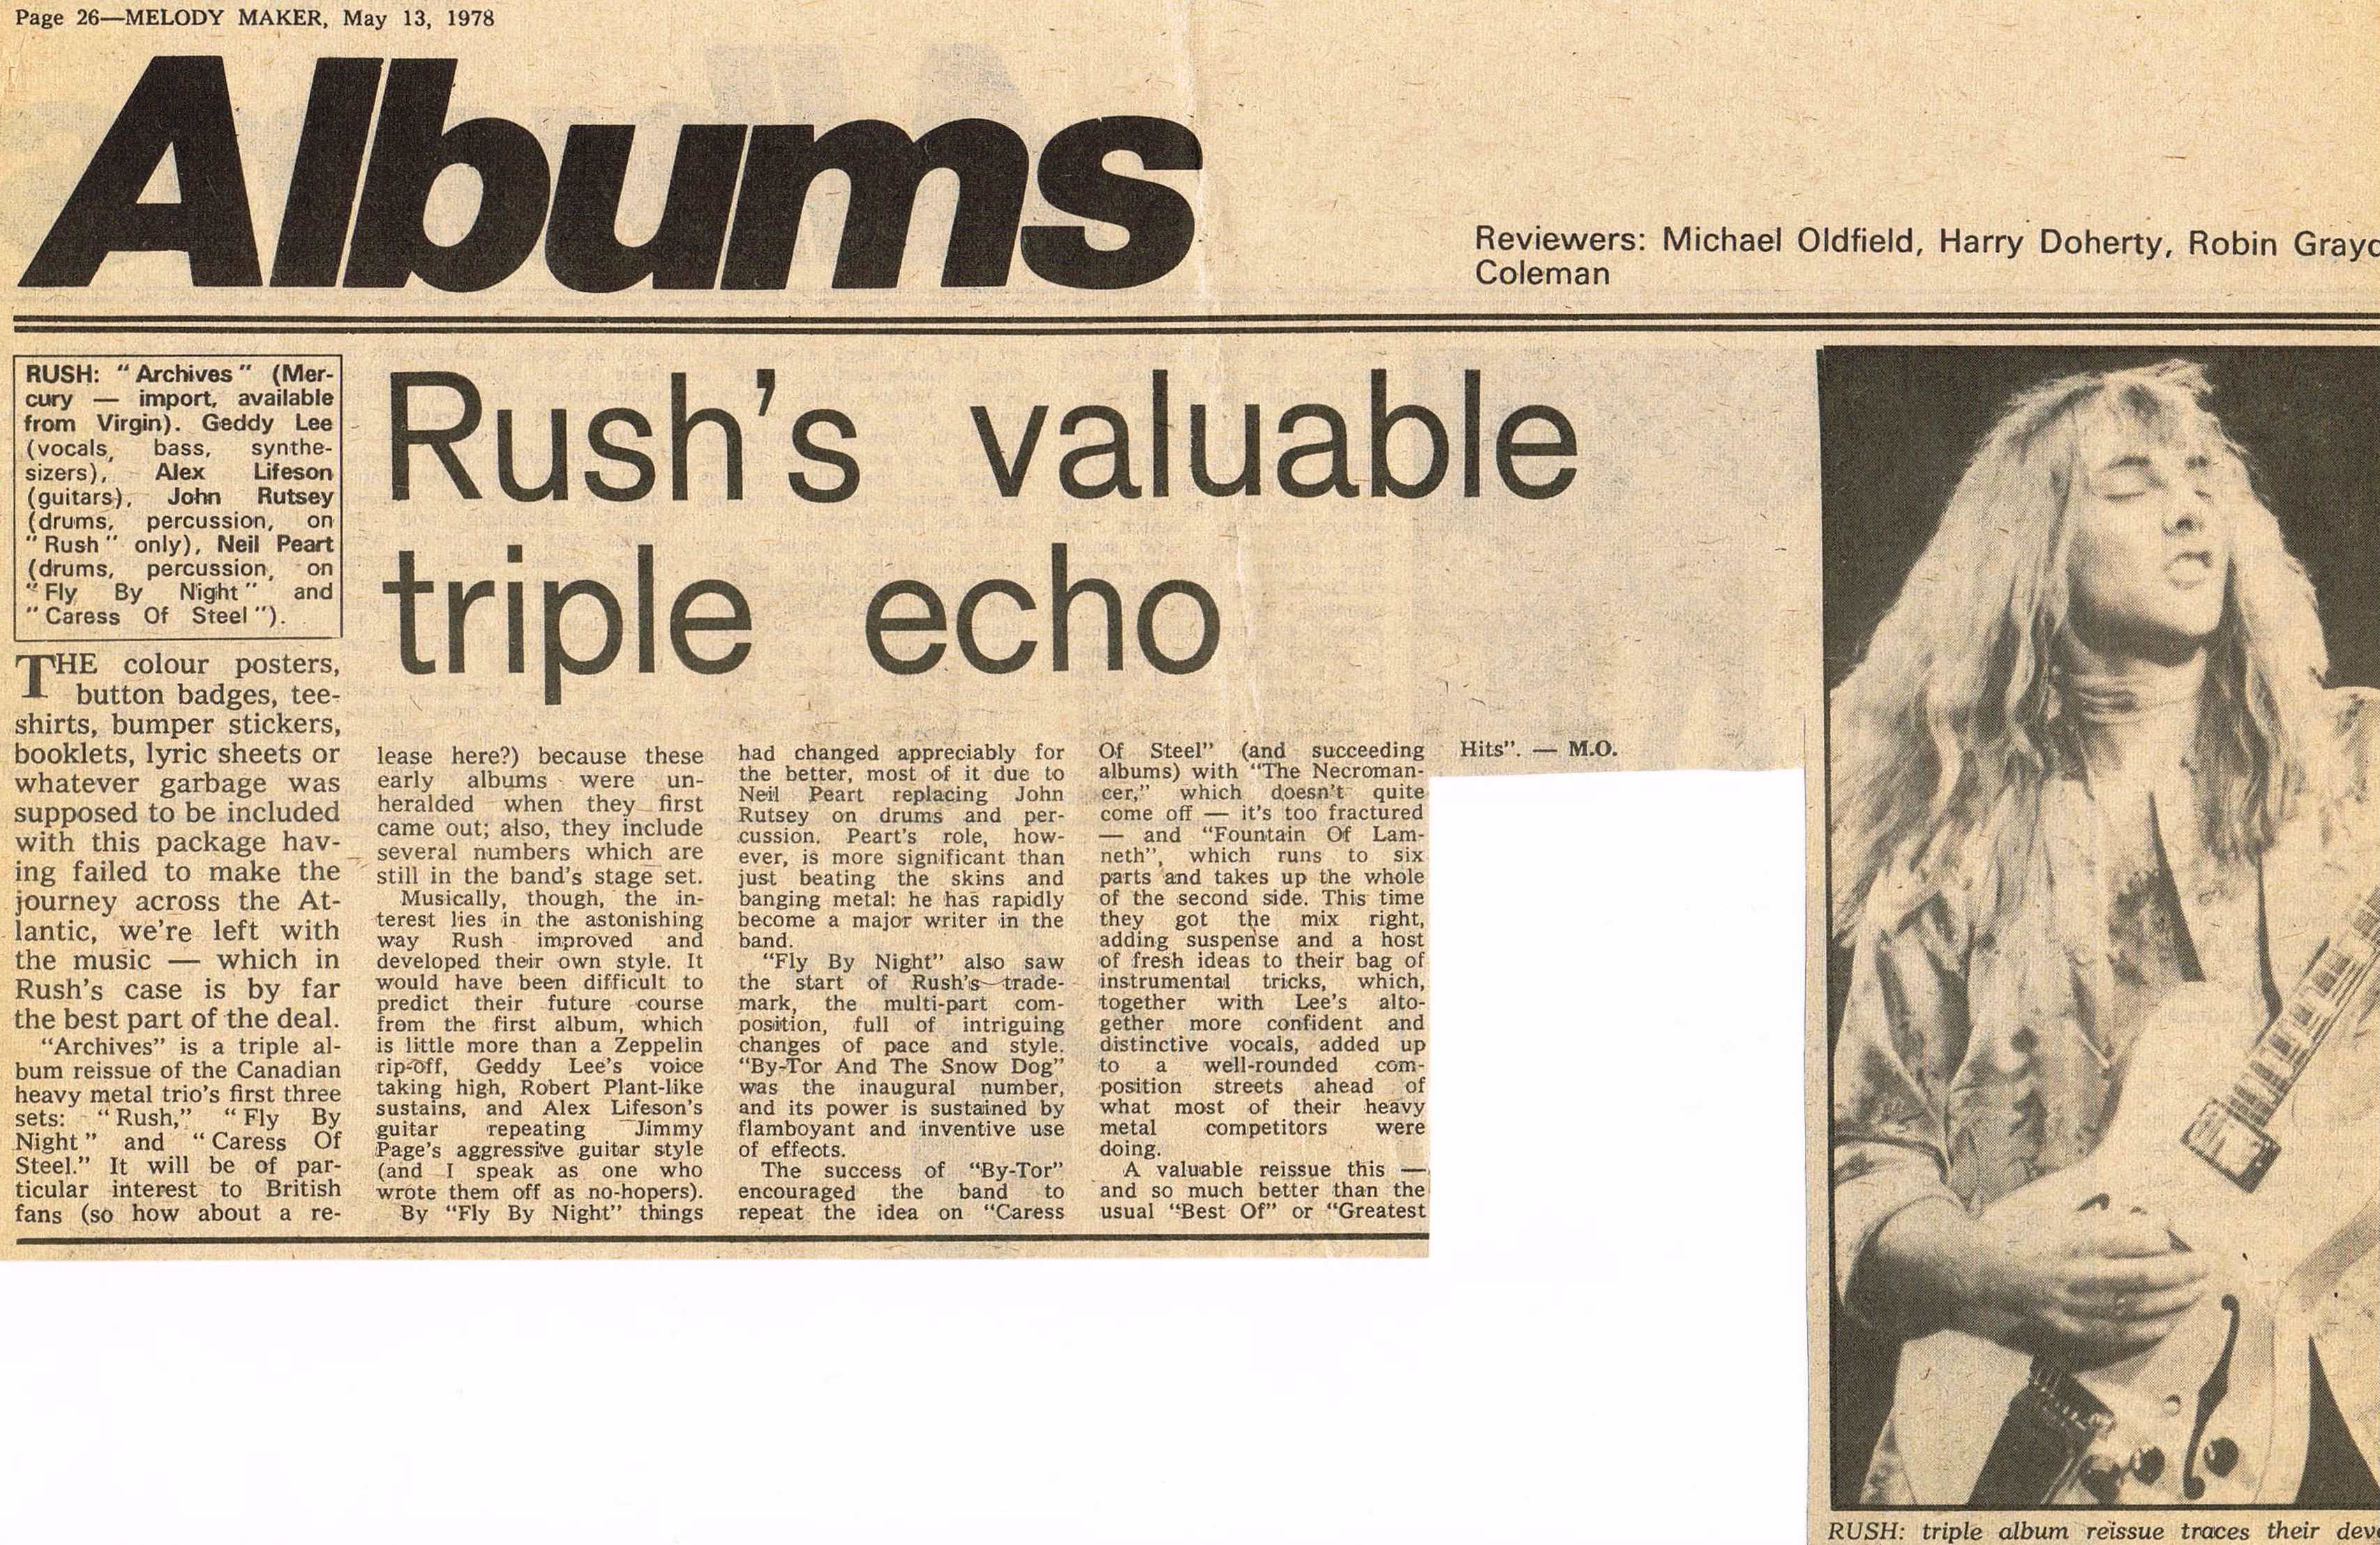 Page 26—MELODY MAKER, May 13, 1978
Albums
Reviewers: Michael Oldfield, Harry Doherty, Robin
Coleman
RUSH: "Archives" (Mer-
cury — import, available
from Virgin). Geddy Lee
(vocals, bass, synthe-
sizers), Alex Lifeson
(guitars), John Rutsey
(drums, percussion, on
"Rush" only), Neil Peart
(drums, percussion, on
"Fly By Night" and
"Caress Of Steel").
Rush's valuable
triple echo
THE colour posters,
button badges, tee-
shirts, bumper stickers,
booklets, lyric sheets or
whatever garbage was
supposed to be included
with this package hav-
ing failed to make the
journey across the At-
lantic, we're left with
the music — which in
Rush's case is by far
the best part of the deal.
"Archives" is a triple al-
bum reissue of the Canadian
heavy metal trio's first three
sets: "Rush," "Fly By
Night" and "Caress Of
Steel." It will be of par-
ticular interest to British
fans (so how about a re-
lease here?) because these
early albums were un-
heralded when they first
came out; also, they include
several numbers which are
still in the band's stage set.
Musically, though, the in-
terest lies in the astonishing
way Rush improved and
developed their own style. It
would have been difficult to
predict their future course
from the first album, which
is little more than a Zeppelin
rip-off, Geddy Lee's voice
taking high, Robert Plant-like
sustains, and Alex Lifeson's
guitar repeating Jimmy
Page's aggressive guitar style
(and I speak as one who
wrote them off as no-hopers).
By "Fly By Night" things
had changed appreciably for
the better, most of it due to
Neil Peart replacing John
Rutsey on drums and per-
cussion. Peart's role, how-
ever, is more significant than
just beating the skins and
banging metal: he has rapidly
become a major writer in the
band.
"Fly By Night" also saw
the start of Rush's trade-
mark, the multi-part com-
position, full of intriguing
changes of pace and style.
"By-Tor And The Snow Dog"
was the inaugural number,
and its power is sustained by
flamboyant and inventive use
of effects.
The success of "By-Tor"
encouraged the band to
repeat the idea on "Caress
Of Steel" (and succeeding
albums) with "The Necroman-
cer," which doesn't quite
come off — it's too fractured
— and "Fountain Of Lam-
neth", which runs to six
parts and takes up the whole
of the second side. This time
they got the mix right,
adding suspense and a host
of fresh ideas to their bag of
instrumental tricks, which,
together with Lee's alto-
gether more confident and
distinctive vocals, added up
to a well-rounded com-
position streets ahead of
what most of their heavy
metal competitors were
doing.
A valuable reissue this —
and so much better than the
usual "Best Of" or "Greatest
Hits". — M.O.
RUSH: triple album reissue traces their